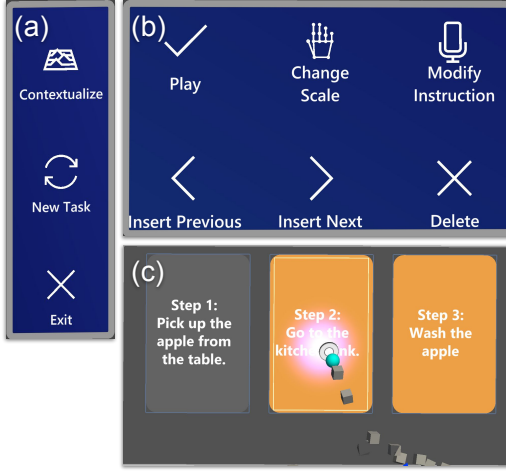 (a)
Contextualize
New Task
Exit
(b)
Play
Change
Scale
Modify
Instruction
Insert Previous
Insert Next
Delete
(c)
Step 1:
Pick up the
apple from
the table.
Step 2:
Go to the
nk.
Step 3:
Wash the
apple